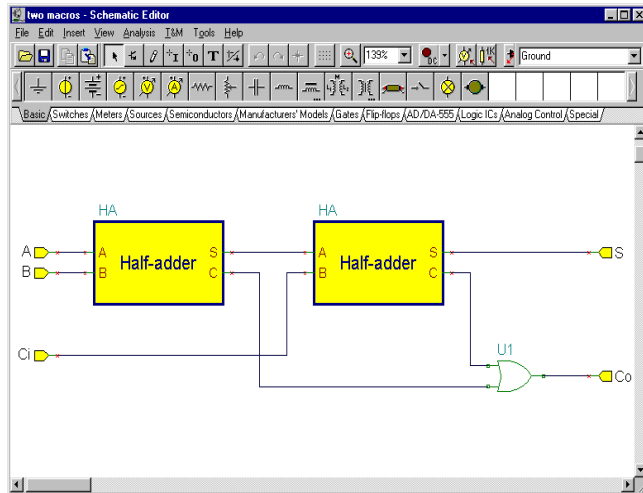 two macros - Schematic Editor
File Edit Insert View Analysis T&M Tools Help
T 139% DC 1K Ground
V A M
Basic Switches Meters Sources Semiconductors Manufacturers' Models Gates Flip-flops AD/DA-555 Logic ICs Analog Control Special
HA HA
A A S A S S
Half-adder Half-adder
B B C B C
Ci
U1
Co